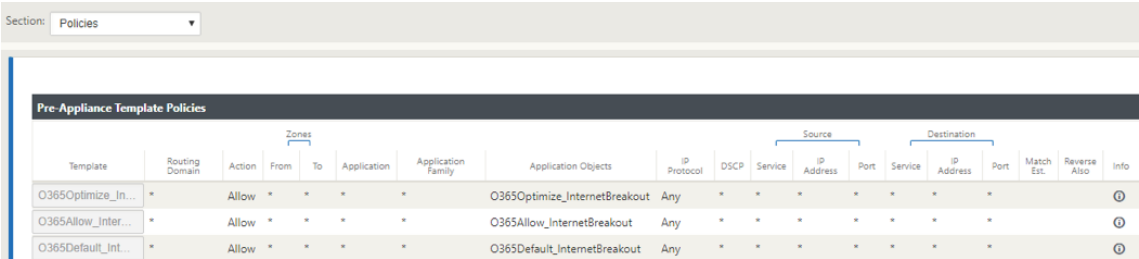 Section: Policies
Pre-Appliance Template Policies
Zones Source Destination
Template Routing Domain Action From To Application Application Family Application Objects IP Protocol DSCP Service IP Address Port Service IP Address Port Match Est. Reverse Also Info
O365Optimize_In... * Allow * * * * O365Optimize_InternetBreakout Any * * * * * * *
O365Allow_Inter... * Allow * * * * O365Allow_InternetBreakout Any * * * * * * *
O365Default_Int... * Allow * * * * O365Default_InternetBreakout Any * * * * * * *